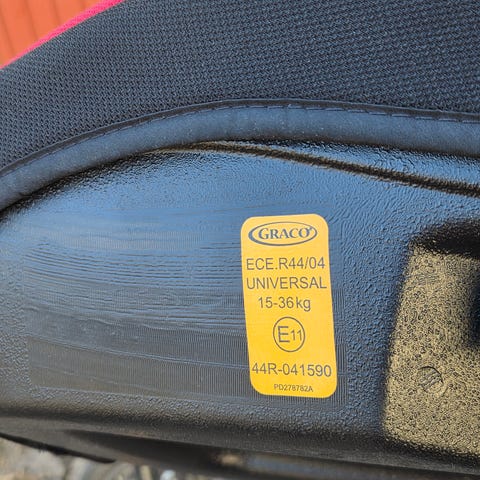 GRACO
ECE.R44/04
UNIVERSAL
15-36kg
E11
44R-041590
PD278782A